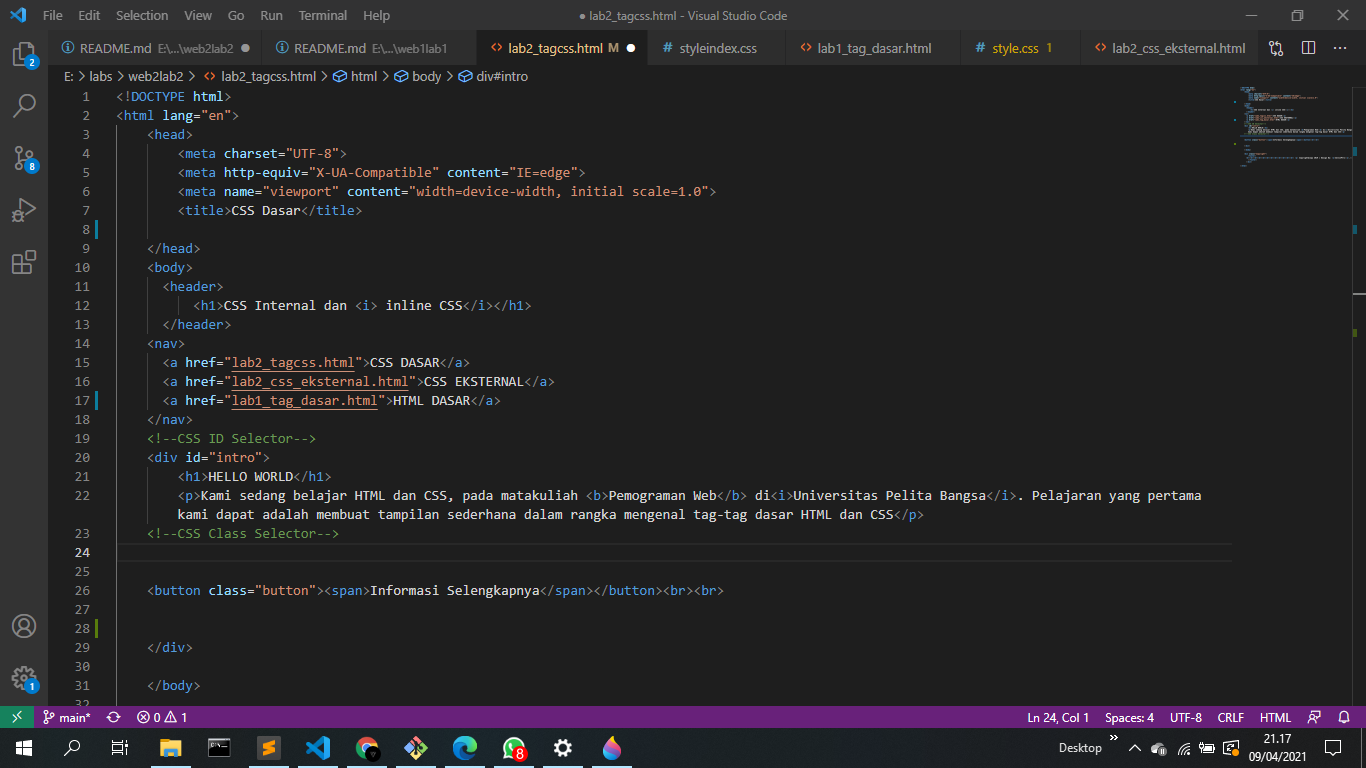 File Edit Selection View Go Run Terminal Help ● lab2_tagcss.html - Visual Studio Code
README.md E:\...\web2lab2 ● README.md E:\...\web1lab1 lab2_tagcss.html M ● # styleindex.css lab1_tag_dasar.html # style.css 1 lab2_css_eksternal.html ...
E: > labs > web2lab2 > lab2_tagcss.html > html > body > div#intro
1 <!DOCTYPE html>
2 <html lang="en">
3 <head>
4 <meta charset="UTF-8">
5 <meta http-equiv="X-UA-Compatible" content="IE=edge">
6 <meta name="viewport" content="width=device-width, initial scale=1.0">
7 <title>CSS Dasar</title>
8
9 </head>
10 <body>
11 <header>
12 <h1>CSS Internal dan <i> inline CSS</i></h1>
13 </header>
14 <nav>
15 <a href="lab2_tagcss.html">CSS DASAR</a>
16 <a href="lab2_css_eksternal.html">CSS EKSTERNAL</a>
17 <a href="lab1_tag_dasar.html">HTML DASAR</a>
18 </nav>
19 <!--CSS ID Selector-->
20 <div id="intro">
21 <h1>HELLO WORLD</h1>
22 <p>Kami sedang belajar HTML dan CSS, pada matakuliah <b>Pemograman Web</b> di<i>Universitas Pelita Bangsa</i>. Pelajaran yang pertama
kami dapat adalah membuat tampilan sederhana dalam rangka mengenal tag-tag dasar HTML dan CSS</p>
23 <!--CSS Class Selector-->
24
25
26 <button class="button"><span>Informasi Selengkapnya</span></button><br><br>
27
28
29 </div>
30
31 </body>
32
2
8
1
main* 0 1 Ln 24, Col 1 Spaces: 4 UTF-8 CRLF HTML
8 Desktop 21.17
09/04/2021